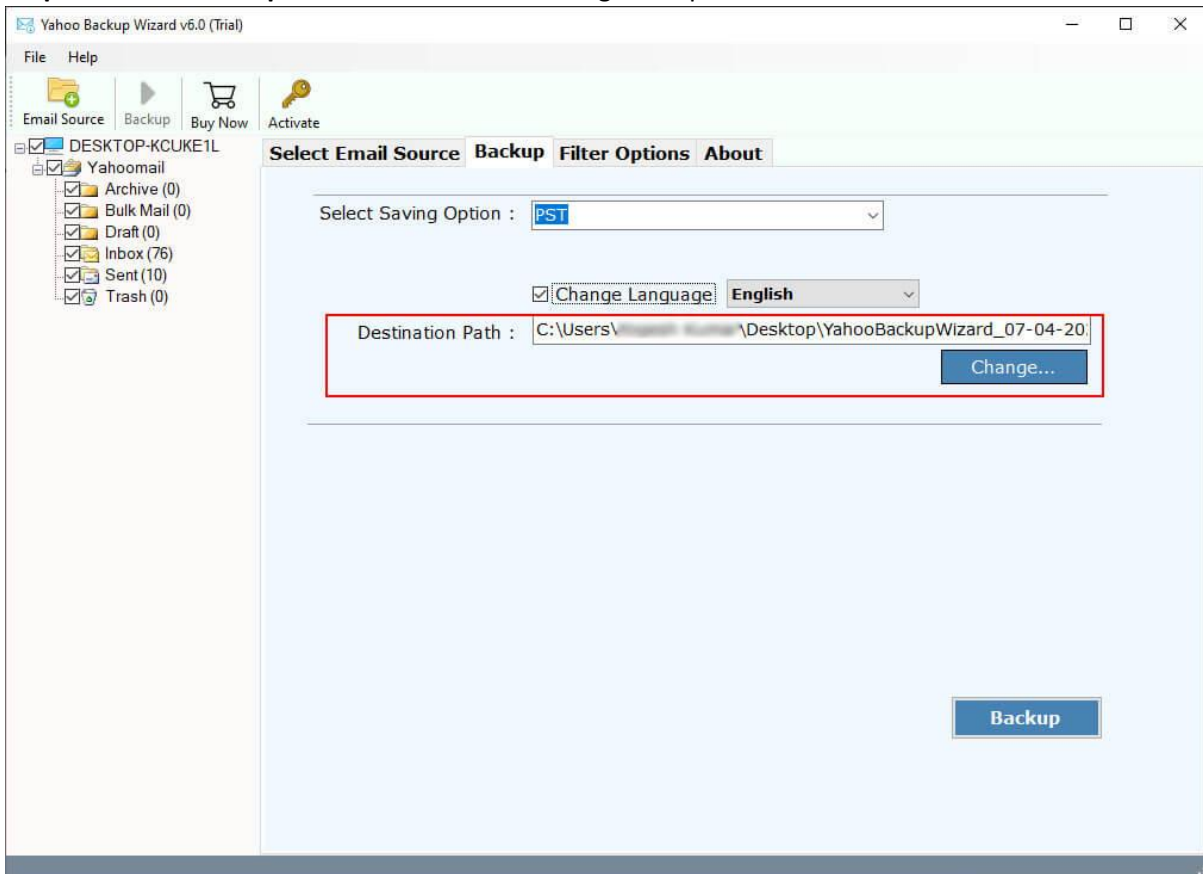 Yahoo Backup Wizard v6.0 (Trial)
File Help
Email Source Backup Buy Now Activate
DESKTOP-KCUKE1L
Yahoomail
Archive (0)
Bulk Mail (0)
Draft (0)
Inbox (76)
Sent (10)
Trash (0)
Select Email Source Backup Filter Options About
Select Saving Option : PST
Change Language English
Destination Path : C:\Users\ \Desktop\YahooBackupWizard_07-04-20
Change...
Backup